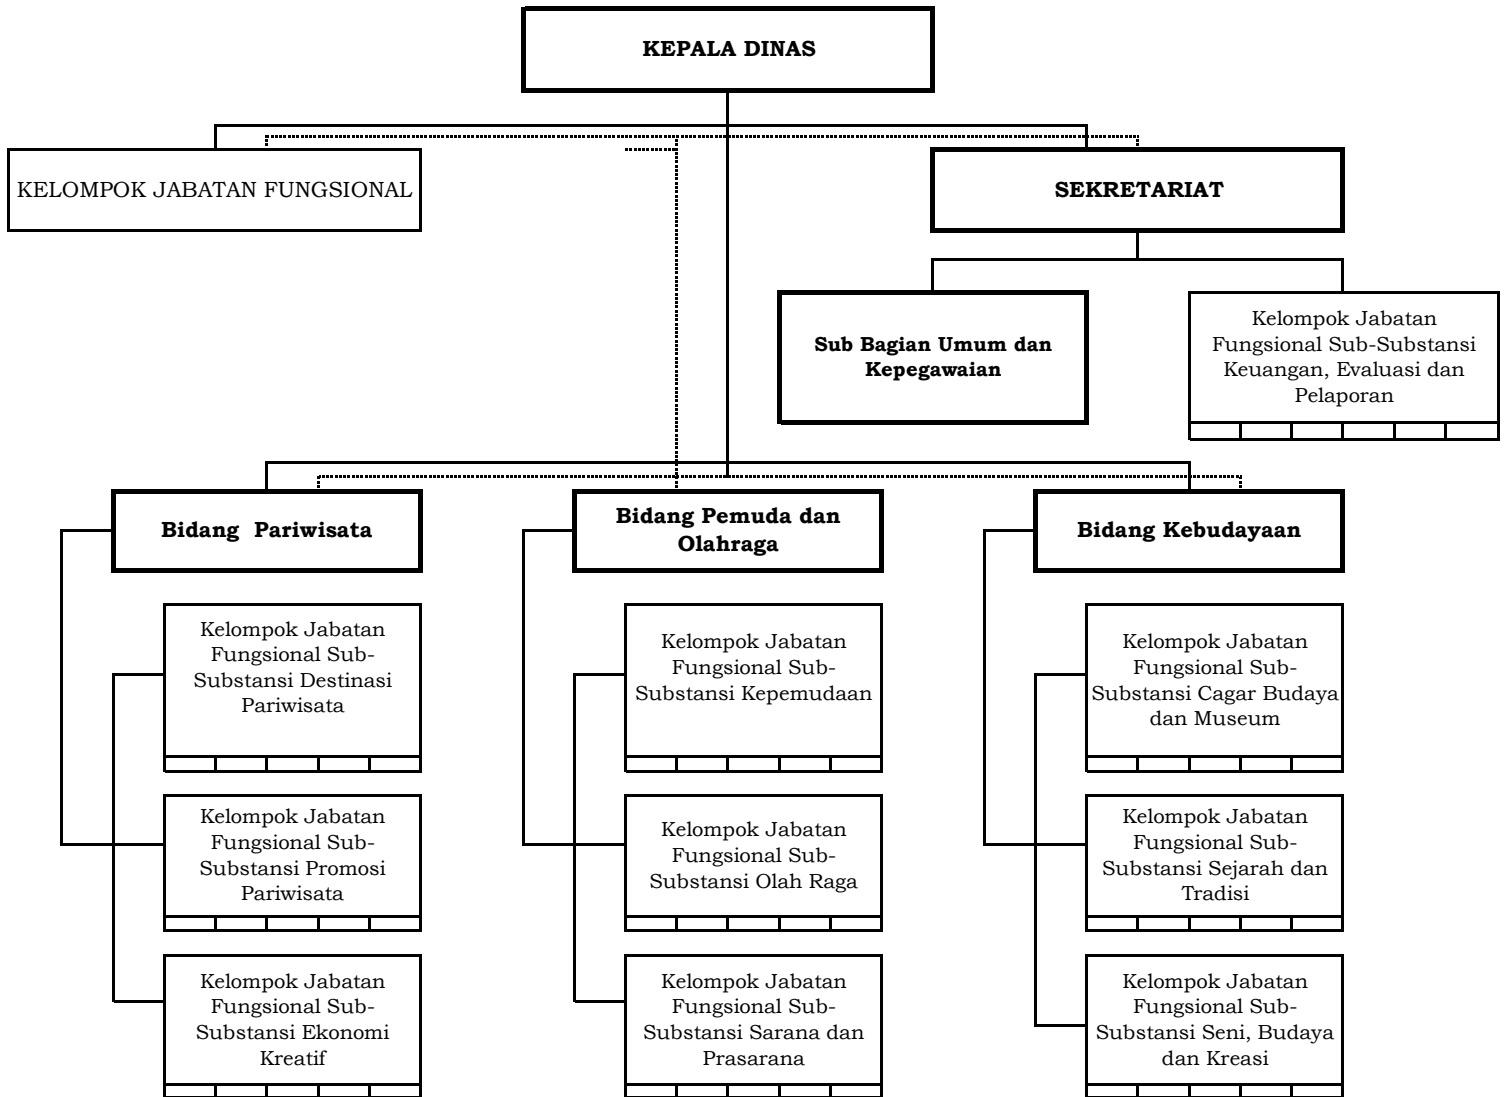 KEPALA DINAS
KELOMPOK JABATAN FUNGSIONAL
SEKRETARIAT
Sub Bagian Umum dan
Kepegawaian
Kelompok Jabatan
Fungsional Sub-Substansi
Keuangan, Evaluasi dan
Pelaporan
Bidang  Pariwisata
Bidang Pemuda dan
Olahraga
Bidang Kebudayaan
Kelompok Jabatan
Fungsional Sub-
Substansi Destinasi
Pariwisata
Kelompok Jabatan
Fungsional Sub-
Substansi Kepemudaan
Kelompok Jabatan
Fungsional Sub-
Substansi Cagar Budaya
dan Museum
Kelompok Jabatan
Fungsional Sub-
Substansi Promosi
Pariwisata
Kelompok Jabatan
Fungsional Sub-
Substansi Olah Raga
Kelompok Jabatan
Fungsional Sub-
Substansi Sejarah dan
Tradisi
Kelompok Jabatan
Fungsional Sub-
Substansi Ekonomi
Kreatif
Kelompok Jabatan
Fungsional Sub-
Substansi Sarana dan
Prasarana
Kelompok Jabatan
Fungsional Sub-
Substansi Seni, Budaya
dan Kreasi